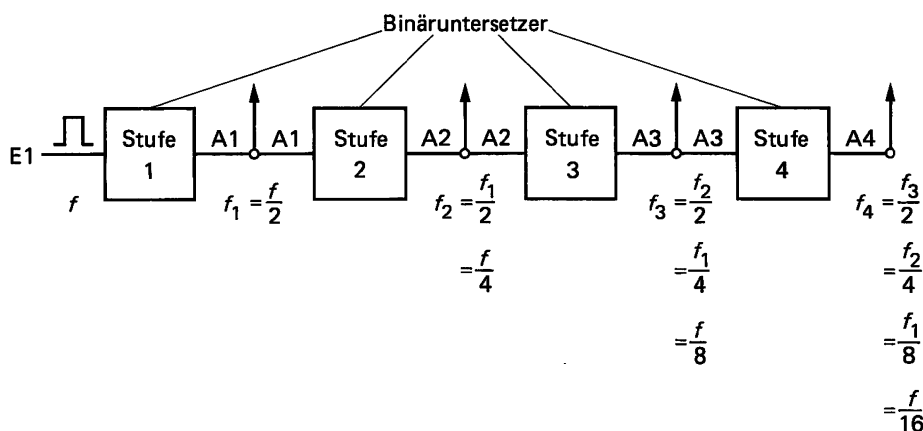 Binäruntersetzer
E1 Stufe 1 A1 A1 Stufe 2 A2 A2 Stufe 3 A3 A3 Stufe 4 A4
f f₁ = f/2 f₂ = f₁/2 f₃ = f₂/2 f₄ = f₃/2
= f/4 = f₁/4 = f₂/4
= f/8 = f₁/8
= f/16